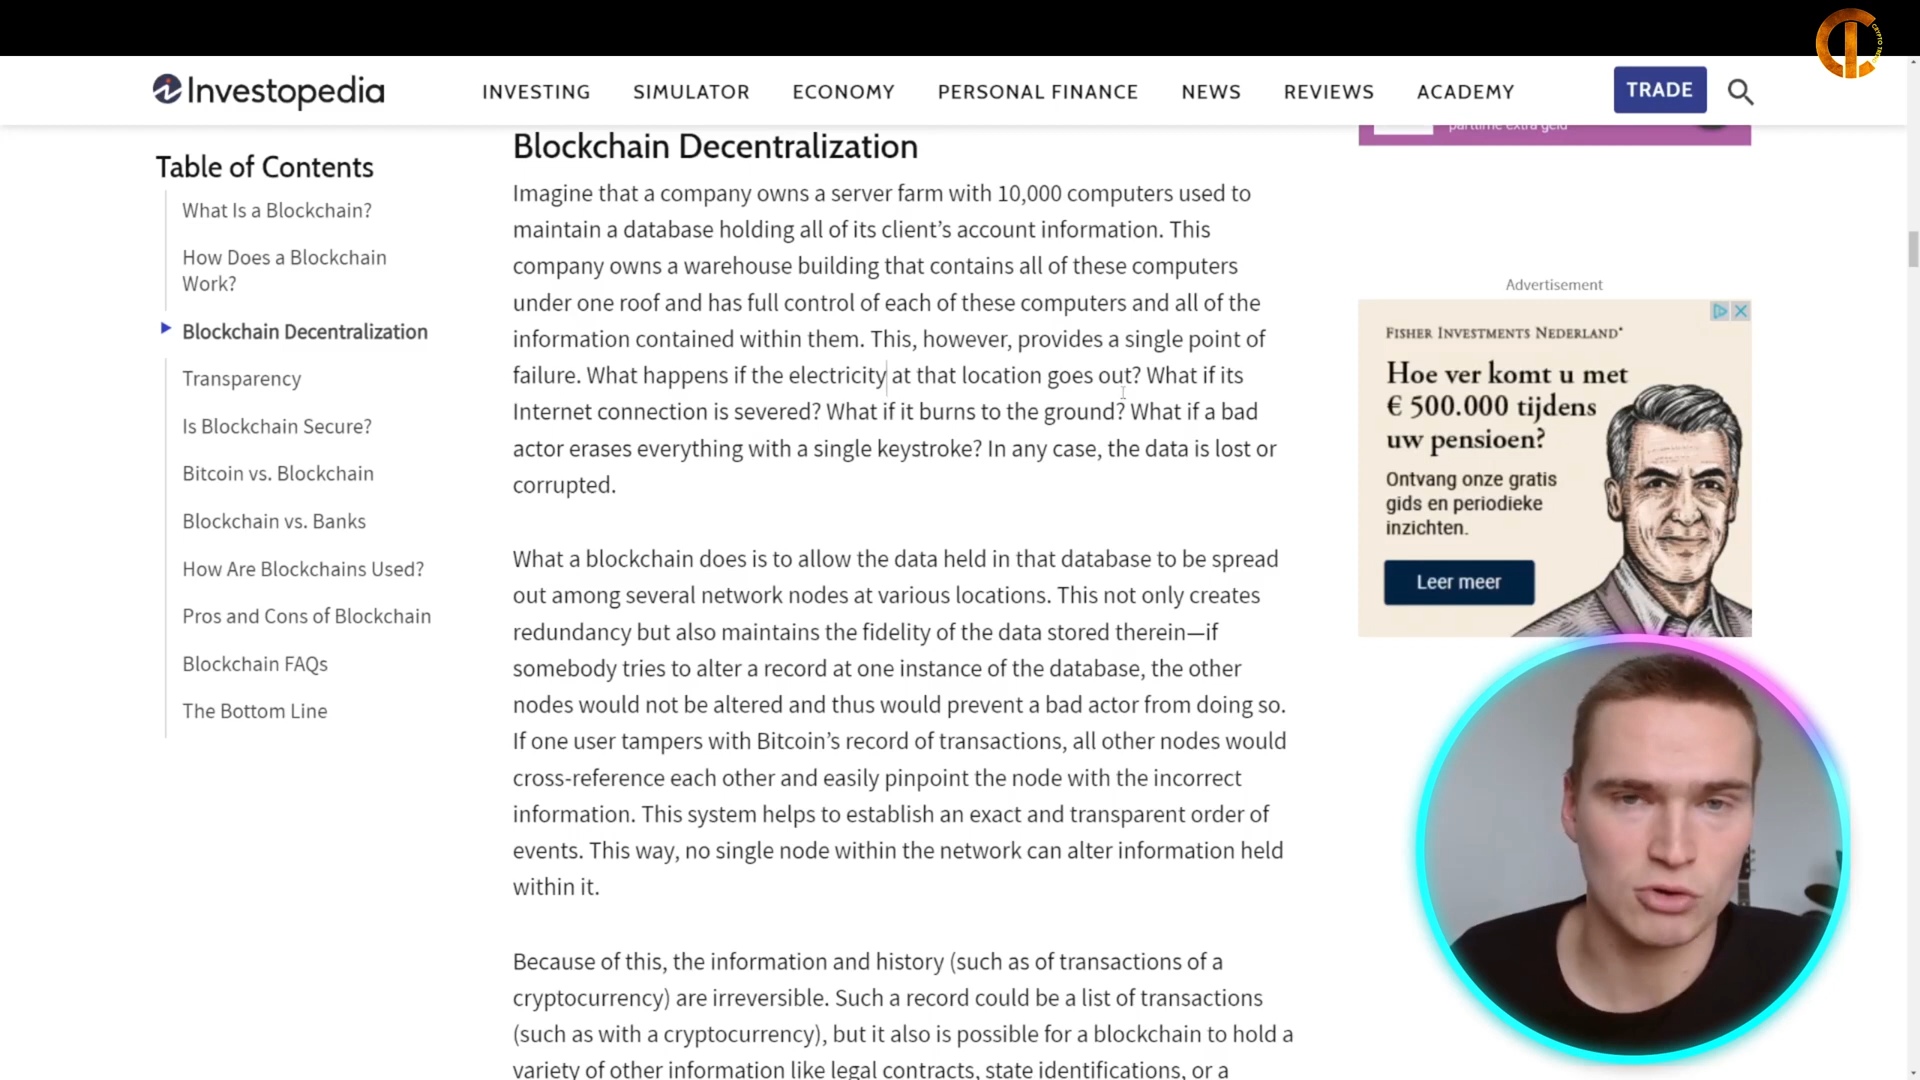 Investopedia
INVESTING
SIMULATOR
ECONOMY
PERSONAL FINANCE
NEWS
REVIEWS
ACADEMY
TRADE
Table of Contents
What Is a Blockchain?
How Does a Blockchain
Work?
Blockchain Decentralization
Transparency
Is Blockchain Secure?
Bitcoin vs. Blockchain
Blockchain vs. Banks
How Are Blockchains Used?
Pros and Cons of Blockchain
Blockchain FAQs
The Bottom Line
Blockchain Decentralization
Imagine that a company owns a server farm with 10,000 computers used to
maintain a database holding all of its client’s account information. This
company owns a warehouse building that contains all of these computers
under one roof and has full control of each of these computers and all of the
information contained within them. This, however, provides a single point of
failure. What happens if the electricity at that location goes out? What if its
Internet connection is severed? What if it burns to the ground? What if a bad
actor erases everything with a single keystroke? In any case, the data is lost or
corrupted.
What a blockchain does is to allow the data held in that database to be spread
out among several network nodes at various locations. This not only creates
redundancy but also maintains the fidelity of the data stored therein—if
somebody tries to alter a record at one instance of the database, the other
nodes would not be altered and thus would prevent a bad actor from doing so.
If one user tampers with Bitcoin’s record of transactions, all other nodes would
cross-reference each other and easily pinpoint the node with the incorrect
information. This system helps to establish an exact and transparent order of
events. This way, no single node within the network can alter information held
within it.
Because of this, the information and history (such as of transactions of a
cryptocurrency) are irreversible. Such a record could be a list of transactions
(such as with a cryptocurrency), but it also is possible for a blockchain to hold a
variety of other information like legal contracts, state identifications, or a
parttime extra geld
Advertisement
FISHER INVESTMENTS NEDERLAND
Hoe ver komt u met
€ 500.000 tijdens
uw pensioen?
Ontvang onze gratis
gids en periodieke
inzichten.
Leer meer